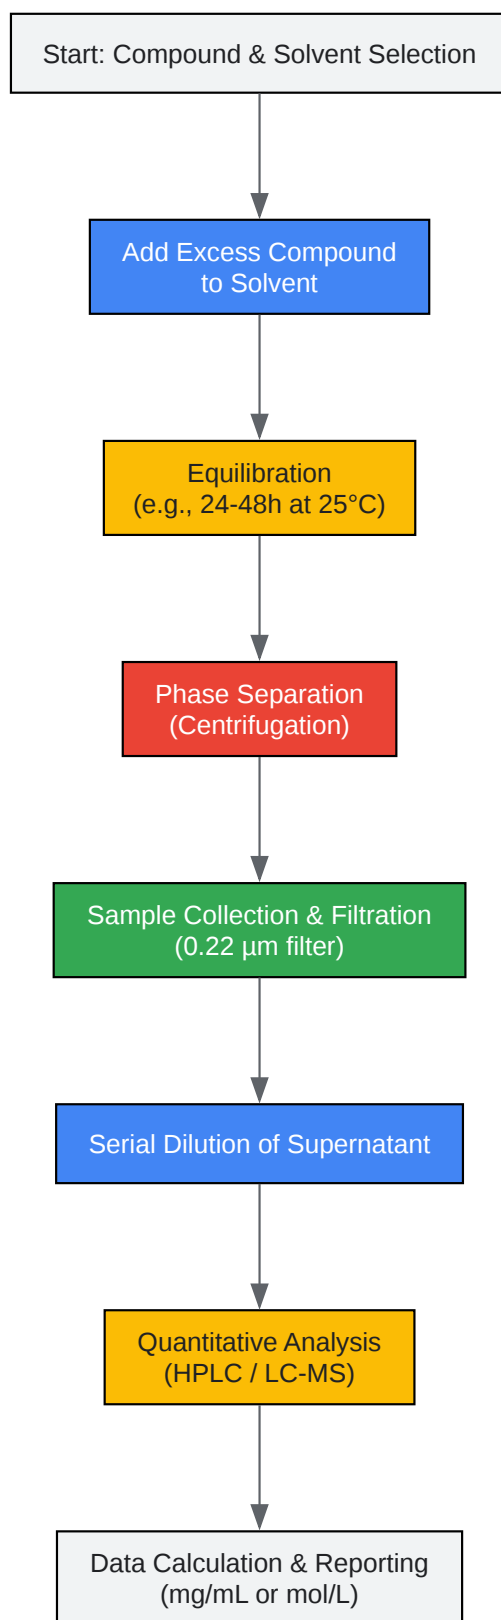 Start: Compound & Solvent Selection
Add Excess Compound
to Solvent
Equilibration
(e.g., 24-48h at 25°C)
Phase Separation
(Centrifugation)
Sample Collection & Filtration
(0.22 µm filter)
Serial Dilution of Supernatant
Quantitative Analysis
(HPLC / LC-MS)
Data Calculation & Reporting
(mg/mL or mol/L)